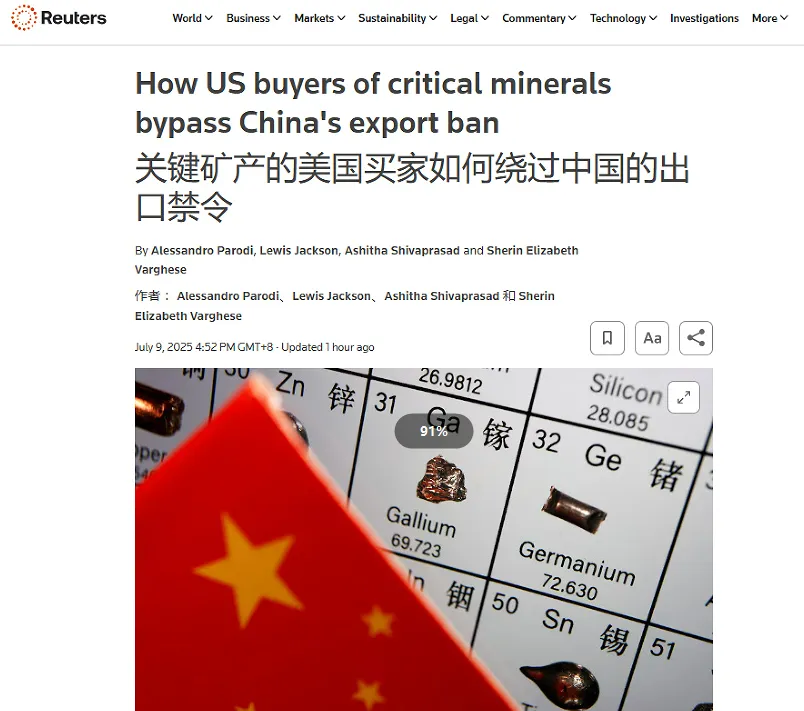 Reuters
World Business Markets Sustainability Legal Commentary Technology Investigations More
How US buyers of critical minerals
bypass China's export ban
关键矿产的美国买家如何绕过中国的出
口禁令
By Alessandro Parodi, Lewis Jackson, Ashitha Shivaprasad and Sherin Elizabeth
Varghese
作者： Alessandro Parodi、Lewis Jackson、Ashitha Shivaprasad 和 Sherin
Elizabeth Varghese
July 9, 2025 4:52 PM GMT+8 · Updated 1 hour ago
Aa
26.9812
Silicon
28.085
30 Zn 锌
31 Ga 镓
91%
32 Ge 锗
Gallium
69.723
Germanium
72.630
In 铟
50 Sn 锡
51